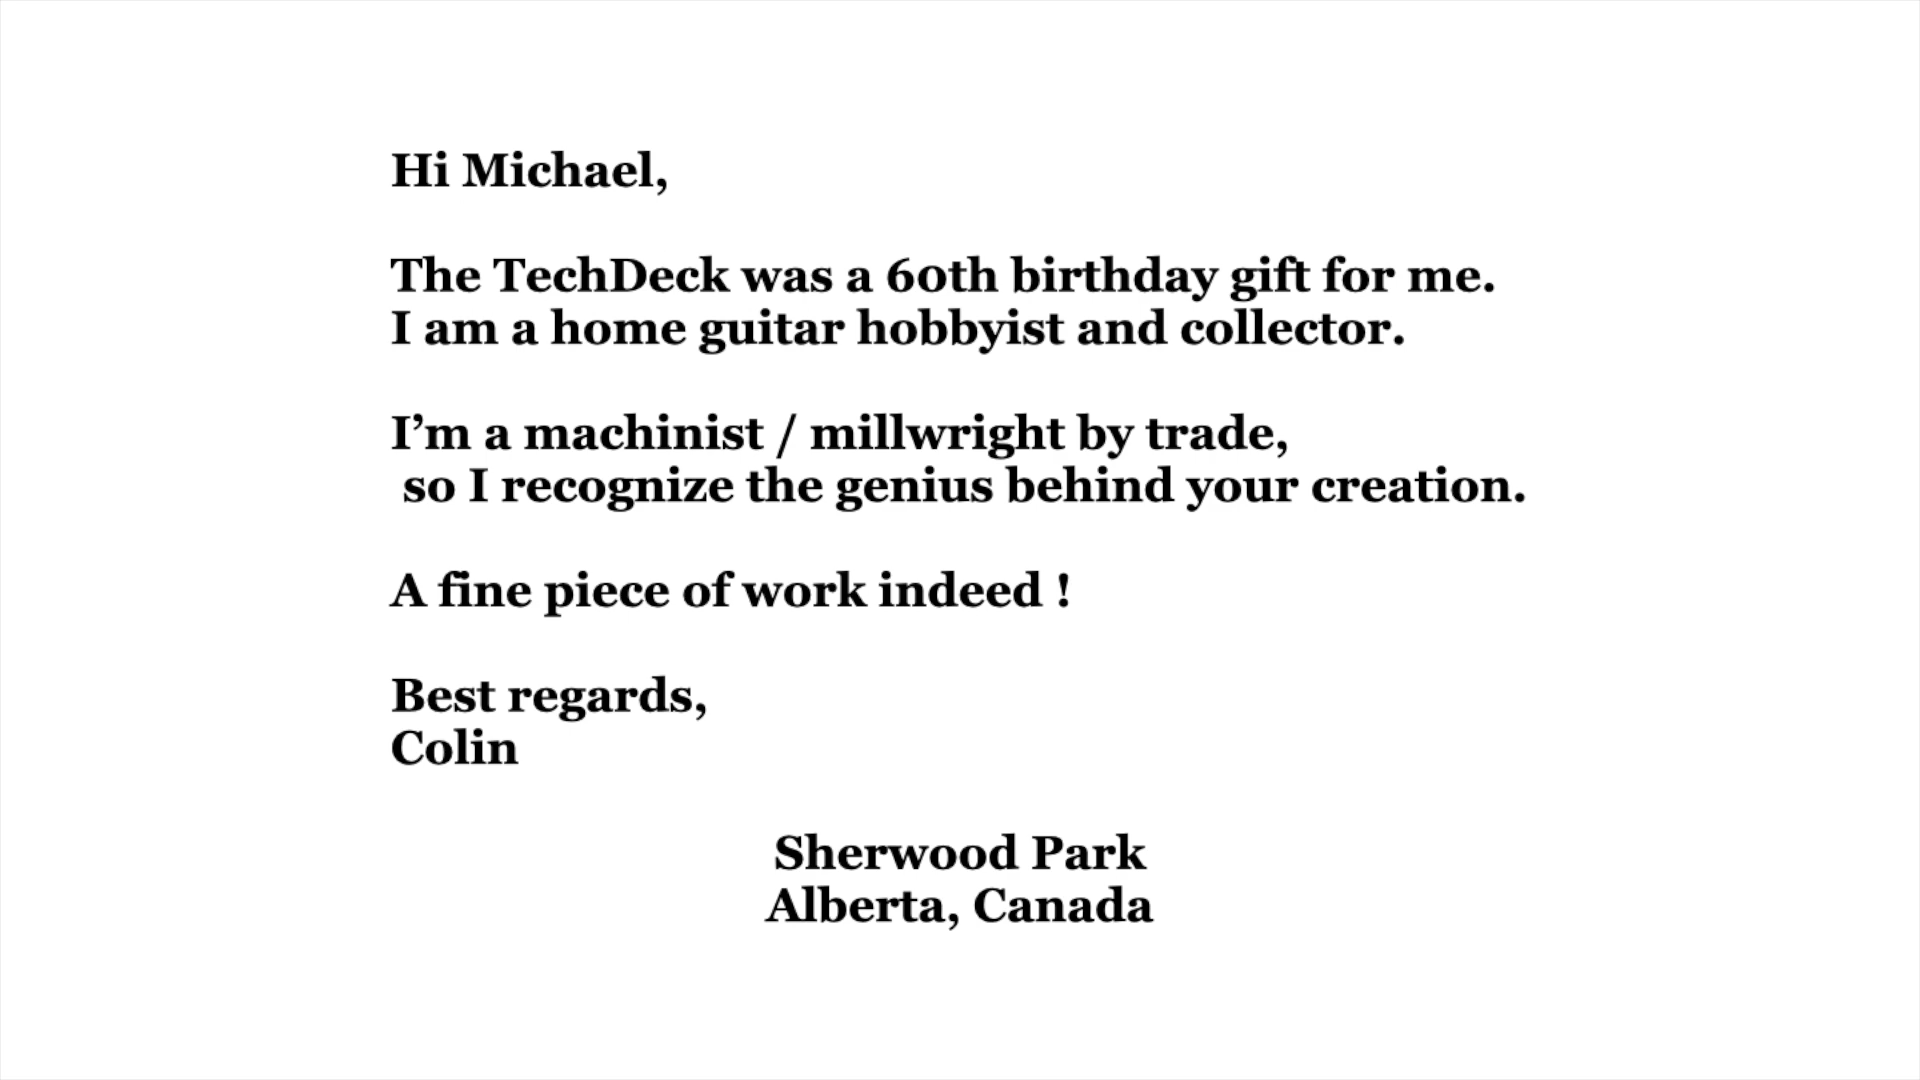 Hi Michael,
The TechDeck was a 60th birthday gift for me.
I am a home guitar hobbyist and collector.
I’m a machinist / millwright by trade,
so I recognize the genius behind your creation.
A fine piece of work indeed !
Best regards,
Colin
Sherwood Park
Alberta, Canada